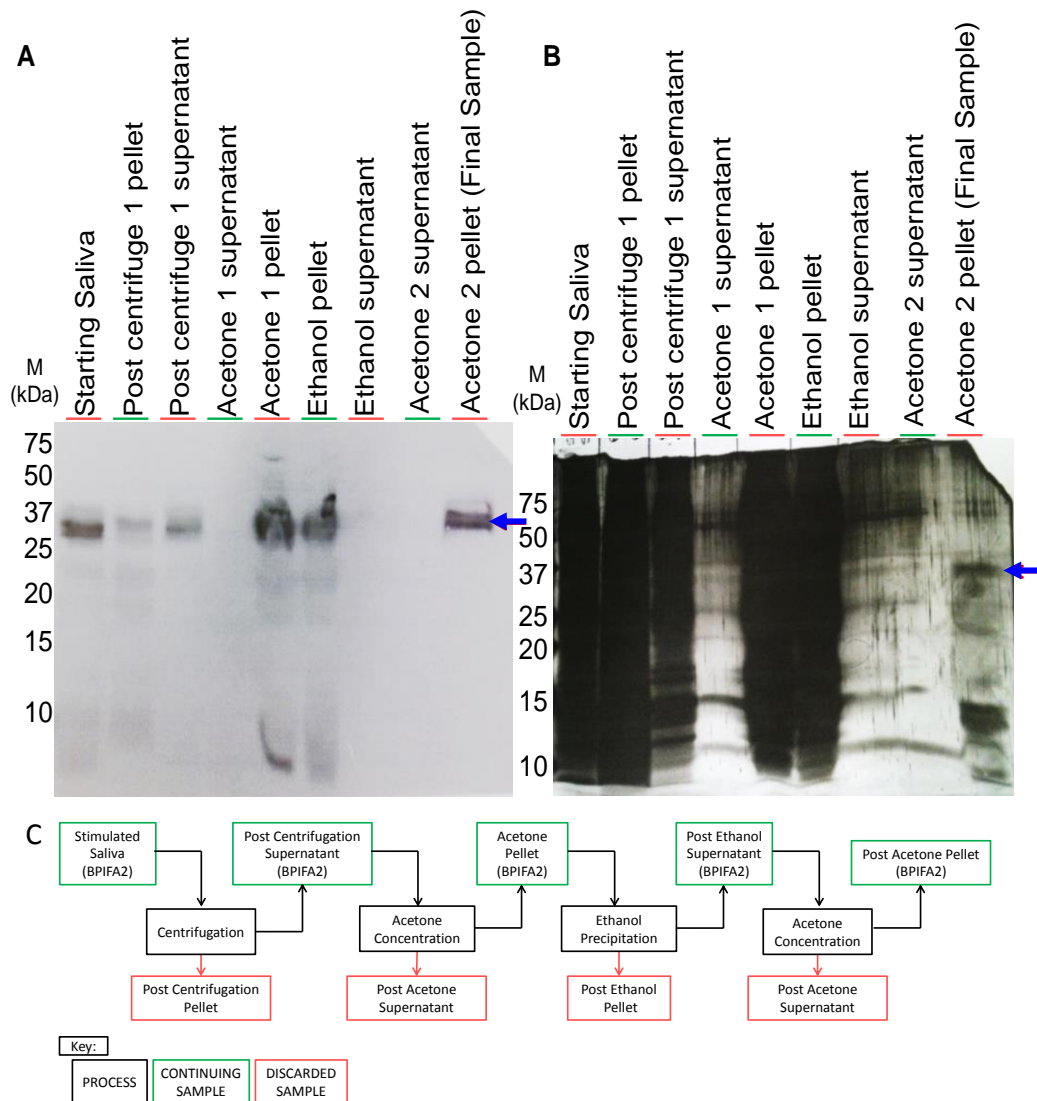 A
Starting Saliva
Post centrifuge 1 pellet
Post centrifuge 1 supernatant
Acetone 1 supernatant
Acetone 1 pellet
Ethanol pellet
Ethanol supernatant
Acetone 2 supernatant
Acetone 2 pellet (Final Sample)
M
(kDa)
75
50
37
25
20
15
10
B
Starting Saliva
Post centrifuge 1 pellet
Post centrifuge 1 supernatant
Acetone 1 supernatant
Acetone 1 pellet
Ethanol pellet
Ethanol supernatant
Acetone 2 supernatant
Acetone 2 pellet (Final Sample)
M
(kDa)
75
50
37
25
20
15
10
C
Stimulated
Saliva
(BPIFA2)
Post Centrifugation
Supernatant
(BPIFA2)
Acetone
Pellet
(BPIFA2)
Post Ethanol
Supernatant
(BPIFA2)
Post Acetone Pellet
(BPIFA2)
Centrifugation
Acetone
Concentration
Ethanol
Precipitation
Acetone
Concentration
Post Centrifugation
Pellet
Post Acetone
Supernatant
Post Ethanol
Pellet
Post Acetone
Supernatant
Key:
PROCESS
CONTINUING
SAMPLE
DISCARDED
SAMPLE